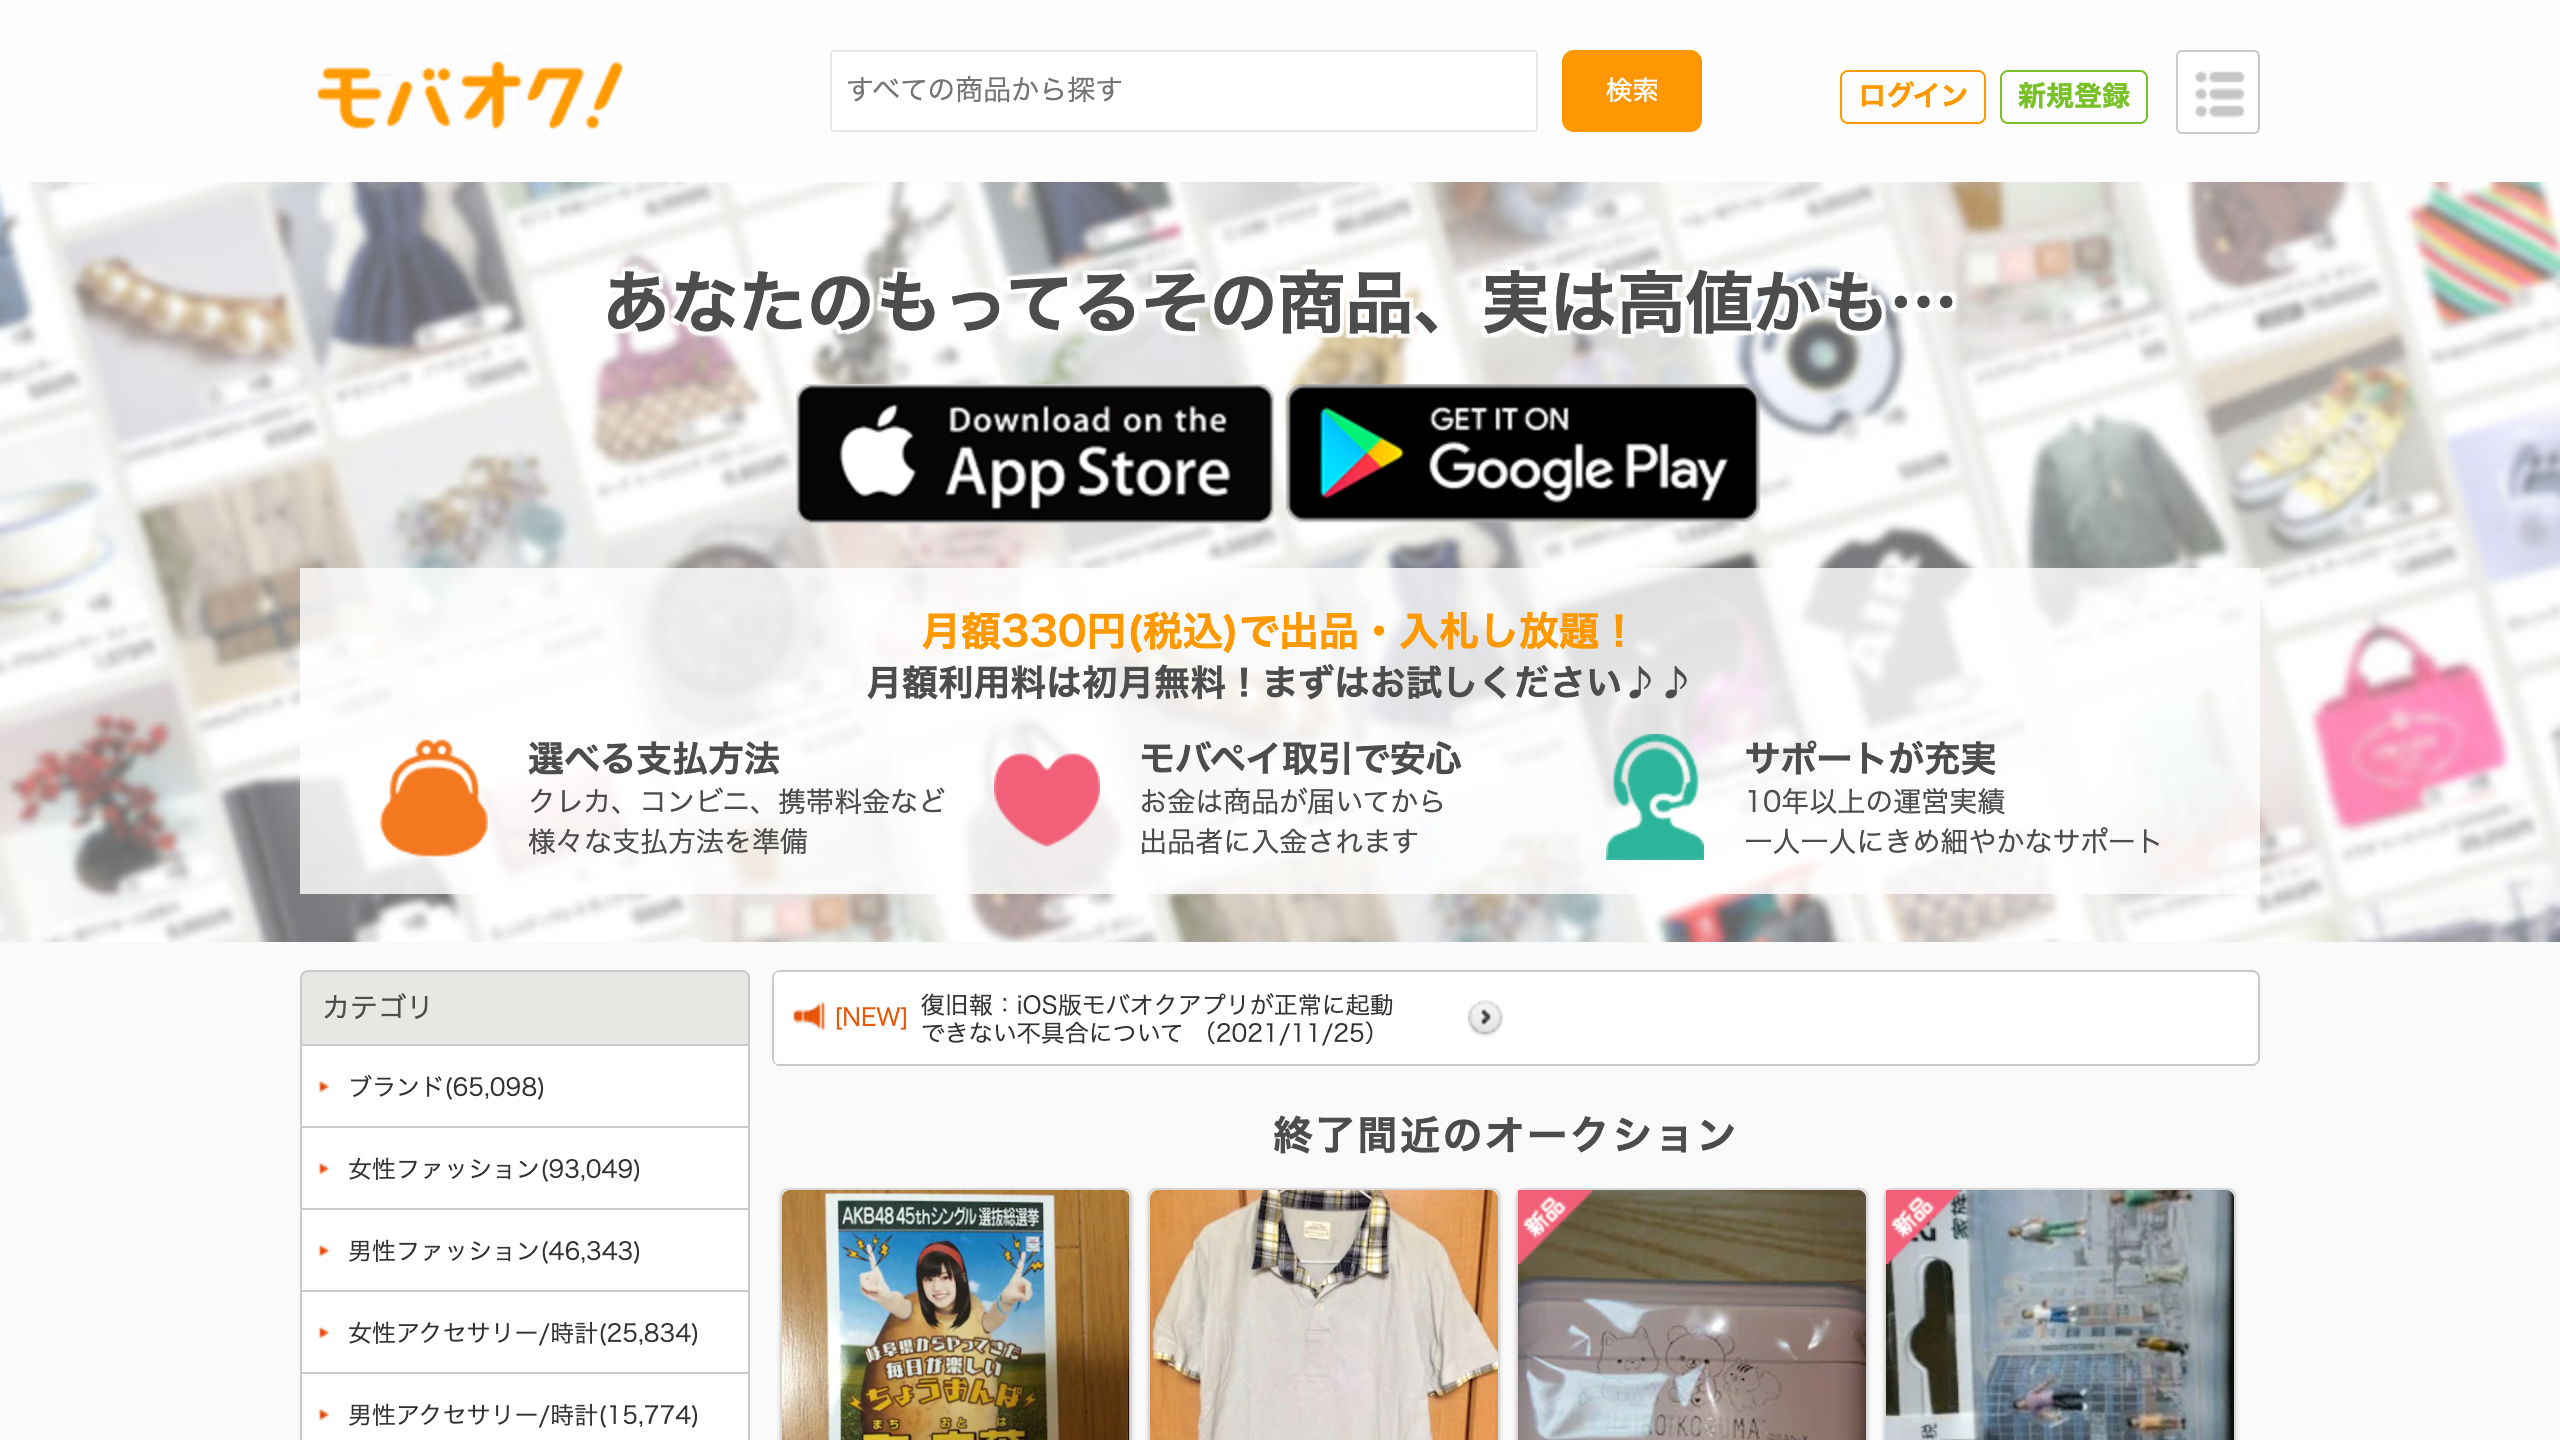 モバオク!
すべての商品から探す
検索
ログイン
新規登録
あなたのもってるその商品、実は高値かも…
Download on the
App Store
GET IT ON
Google Play
月額330円(税込)で出品・入札し放題！
月額利用料は初月無料！まずはお試しください♪♪
選べる支払方法
クレカ、コンビニ、携帯料金など
様々な支払方法を準備
モバペイ取引で安心
お金は商品が届いてから
出品者に入金されます
サポートが充実
10年以上の運営実績
一人一人にきめ細やかなサポート
カテゴリ
ブランド(65,098)
女性ファッション(93,049)
男性ファッション(46,343)
女性アクセサリー/時計(25,834)
男性アクセサリー/時計(15,774)
[NEW]
復旧報：iOS版モバオクアプリが正常に起動
できない不具合について （2021/11/25）
終了間近のオークション
AKB48 45thシングル 選抜総選挙
岐阜県からやってきた
毎日が楽しい
ちょうおんぱ
まち おとは
新品
新品